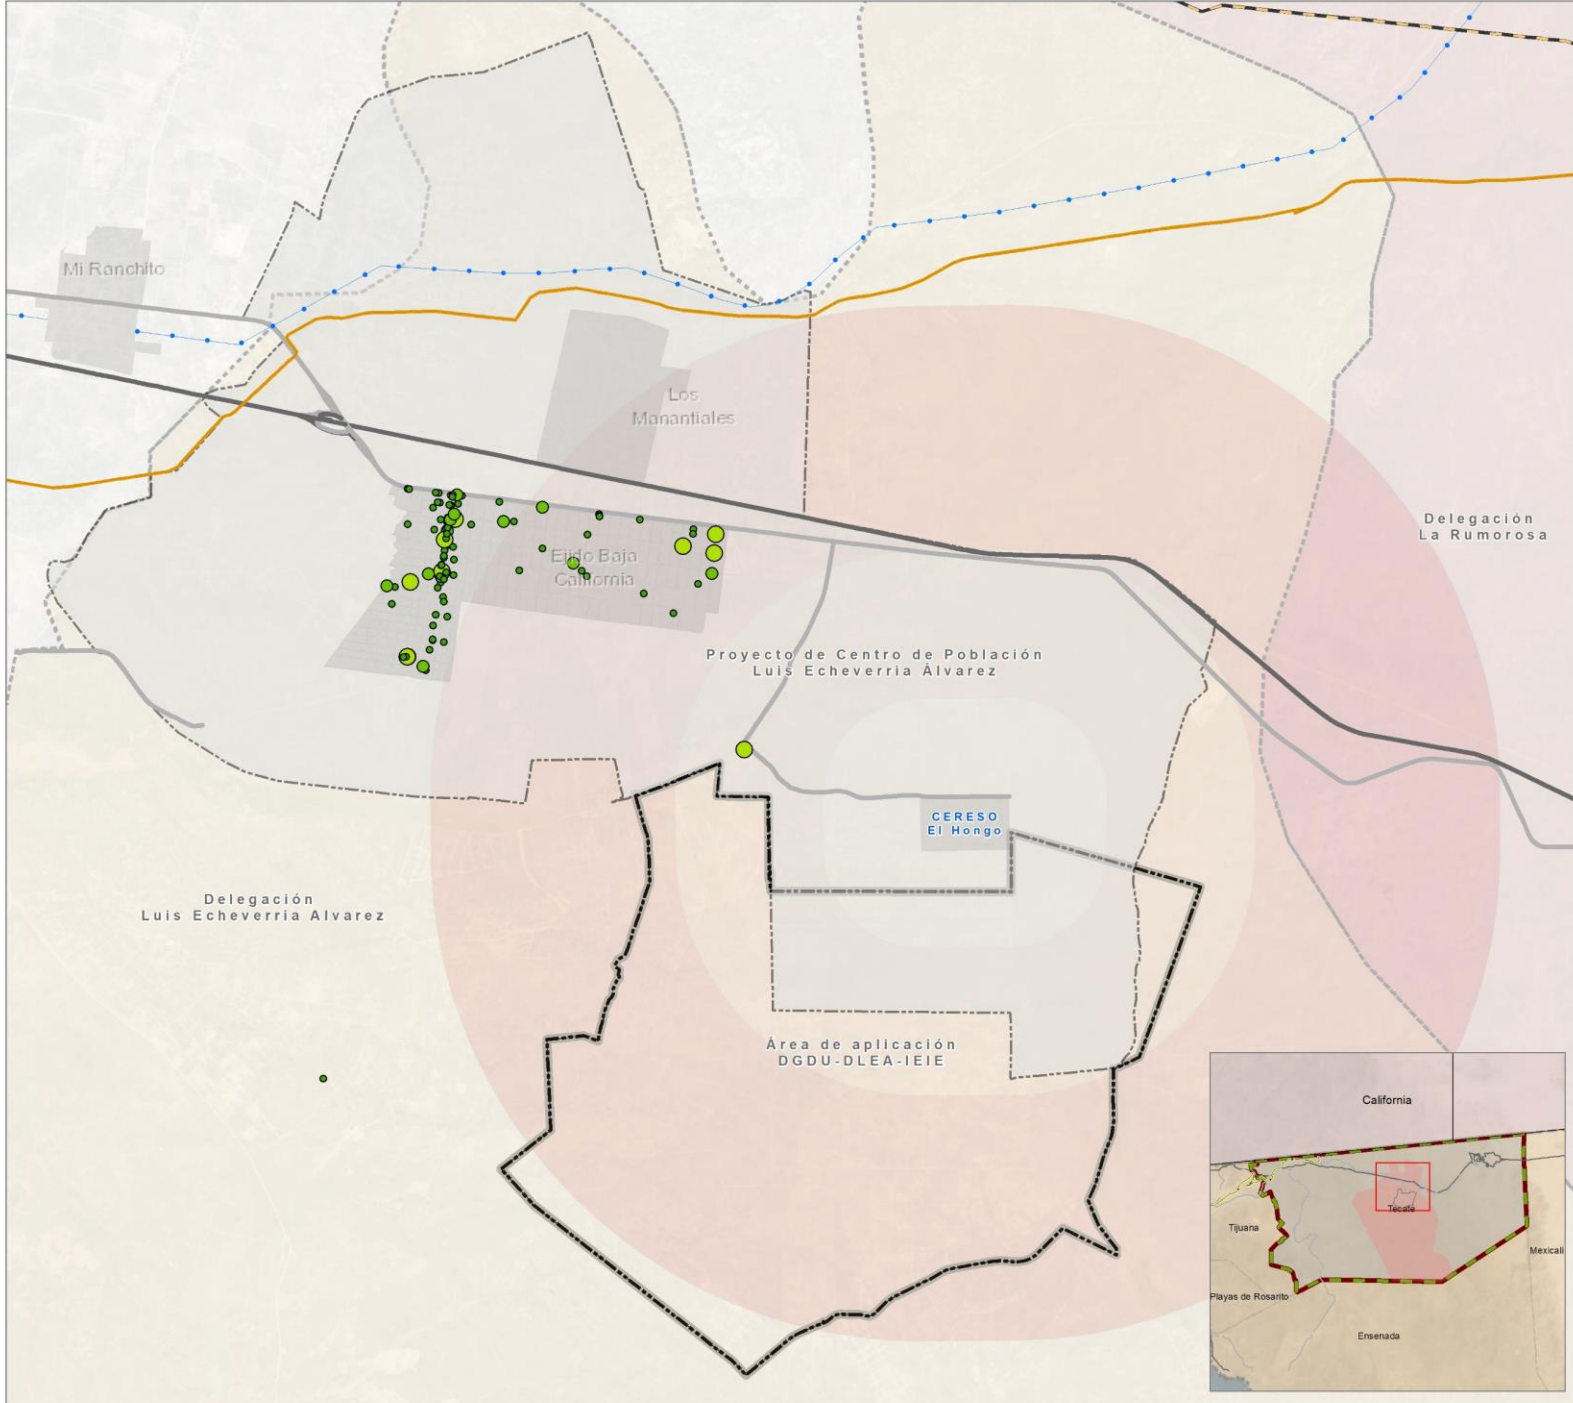 Mi Ranchito
Los
Manantiales
Delegación
La Rumorosa
Ejido Baja
California
Proyecto de Centro de Población
Luis Echeverria Álvarez
CERESO
El Hongo
Delegación
Luis Echeverria Alvarez
Área de aplicación
DGDU-DLEA-IEIE
California
Tecate
Tijuana
Mexicali
Playas de Rosarito
Ensenada